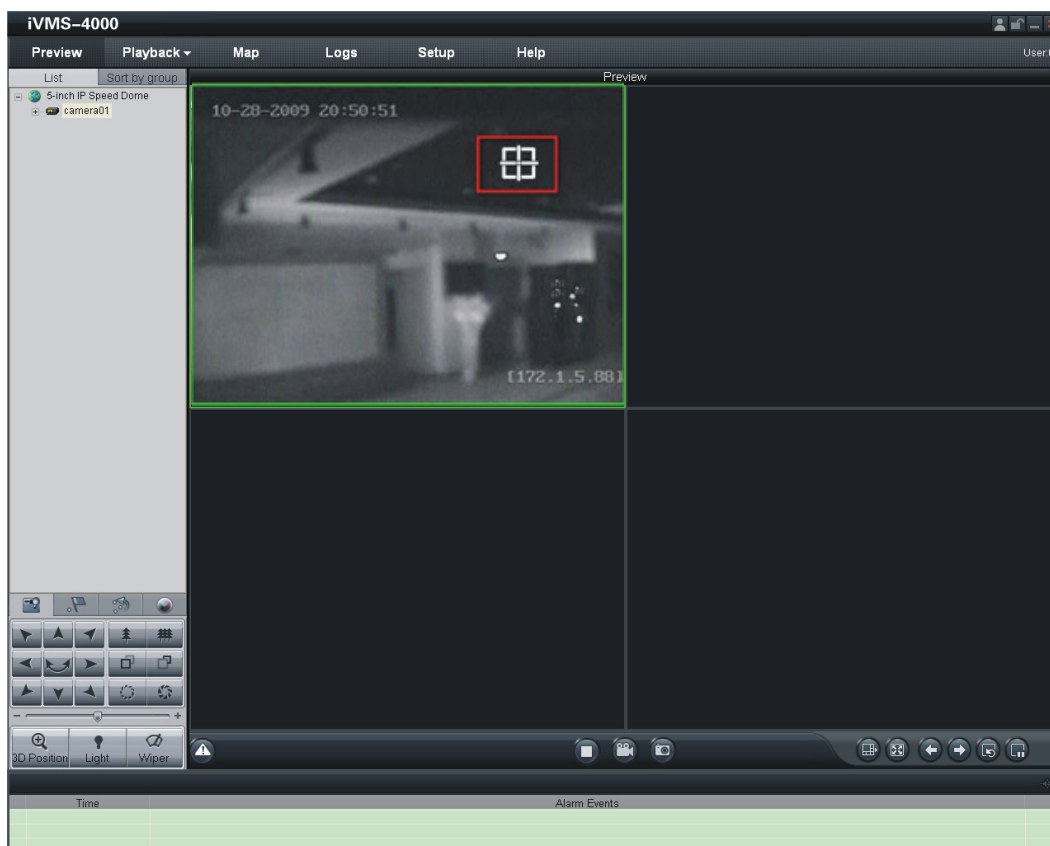 iVMS-4000
Preview Playback Map Logs Setup Help
List Sort by group
Preview
5-inch IP Speed Dome
camera01
10-28-2009 20:50:51
[172.1.5.88]
3D Position Light Wiper
Time Alarm Events